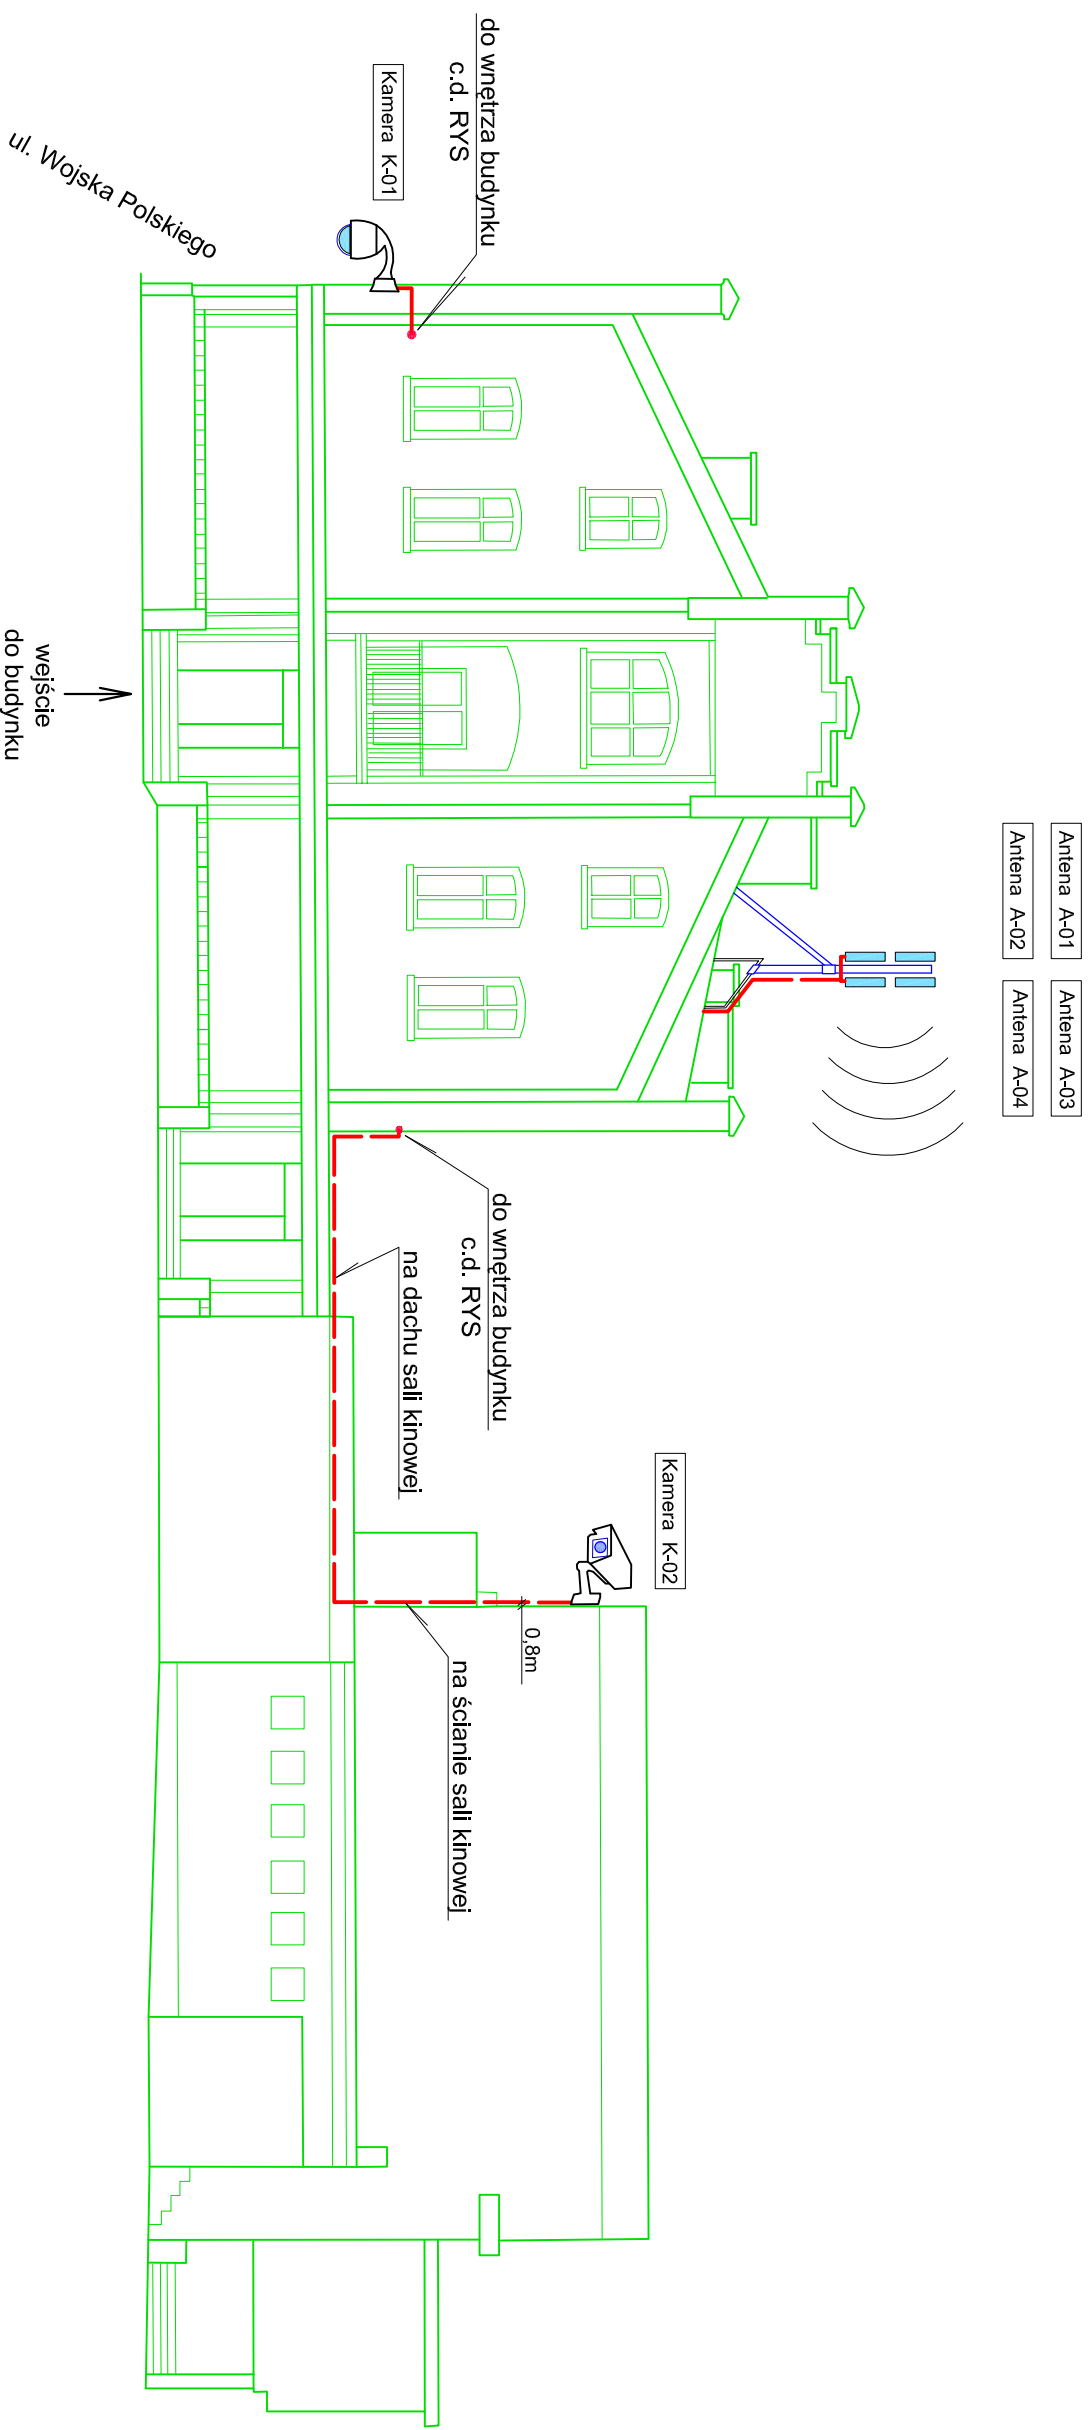 Antena A-01
Antena A-03
Antena A-02
Antena A-04
Kamera K-02
do wnętrza budynku
c.d. RYS
Kamera K-01
0,8m
do wnętrza budynku
c.d. RYS
na dachu sali kinowej
na ścianie sali kinowej
ul. Wojska Polskiego
wejście
do budynku